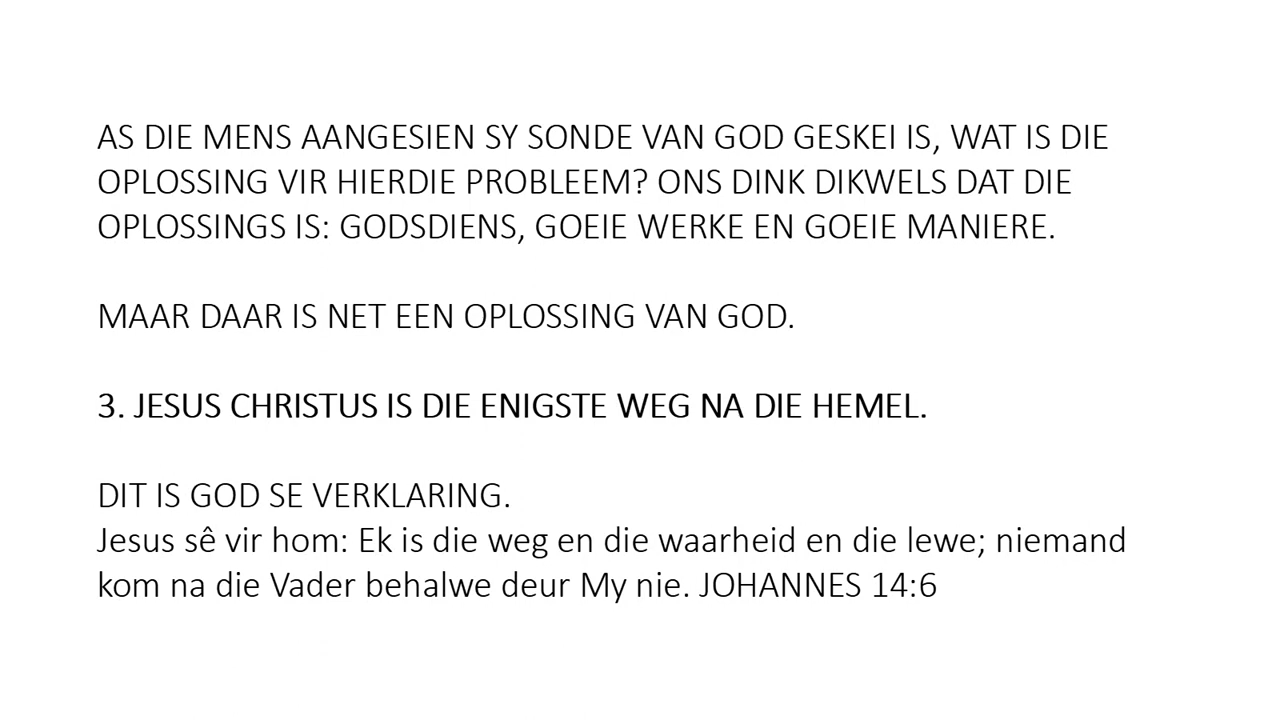 AS DIE MENS AANGESIEN SY SONDE VAN GOD GESKEI IS, WAT IS DIE
OPLOSSING VIR HIERDIE PROBLEEM? ONS DINK DIKWELS DAT DIE
OPLOSSINGS IS: GODSDIENS, GOEIE WERKE EN GOEIE MANIERE.
MAAR DAAR IS NET EEN OPLOSSING VAN GOD.
3. JESUS CHRISTUS IS DIE ENIGSTE WEG NA DIE HEMEL.
DIT IS GOD SE VERKLARING.
Jesus sê vir hom: Ek is die weg en die waarheid en die lewe; niemand
kom na die Vader behalwe deur My nie. JOHANNES 14:6